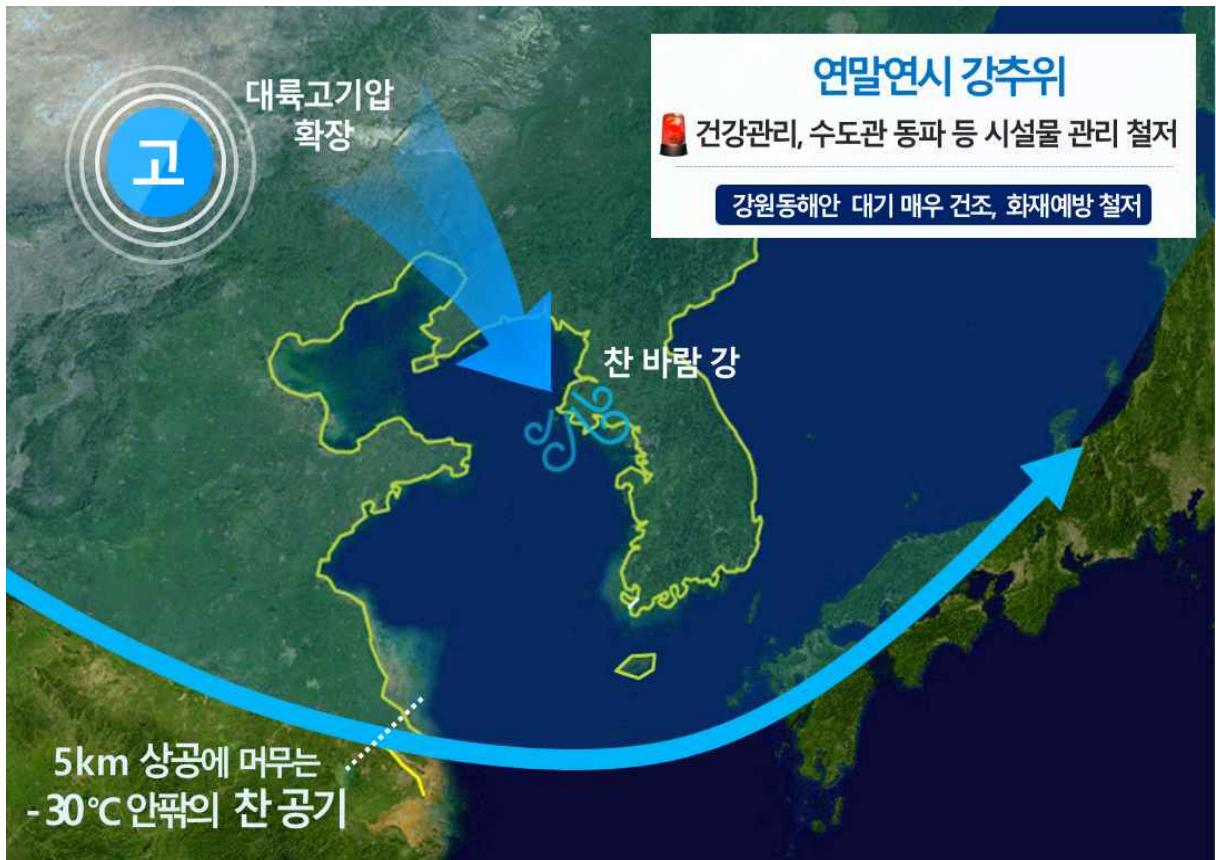 연말연시 강추위
건강관리, 수도관 동파 등 시설물 관리 철저
강원동해안 대기 매우 건조, 화재예방 철저
대륙고기압
확장
고
찬 바람 강
5km 상공에 머무는
-30℃ 안팎의 찬 공기